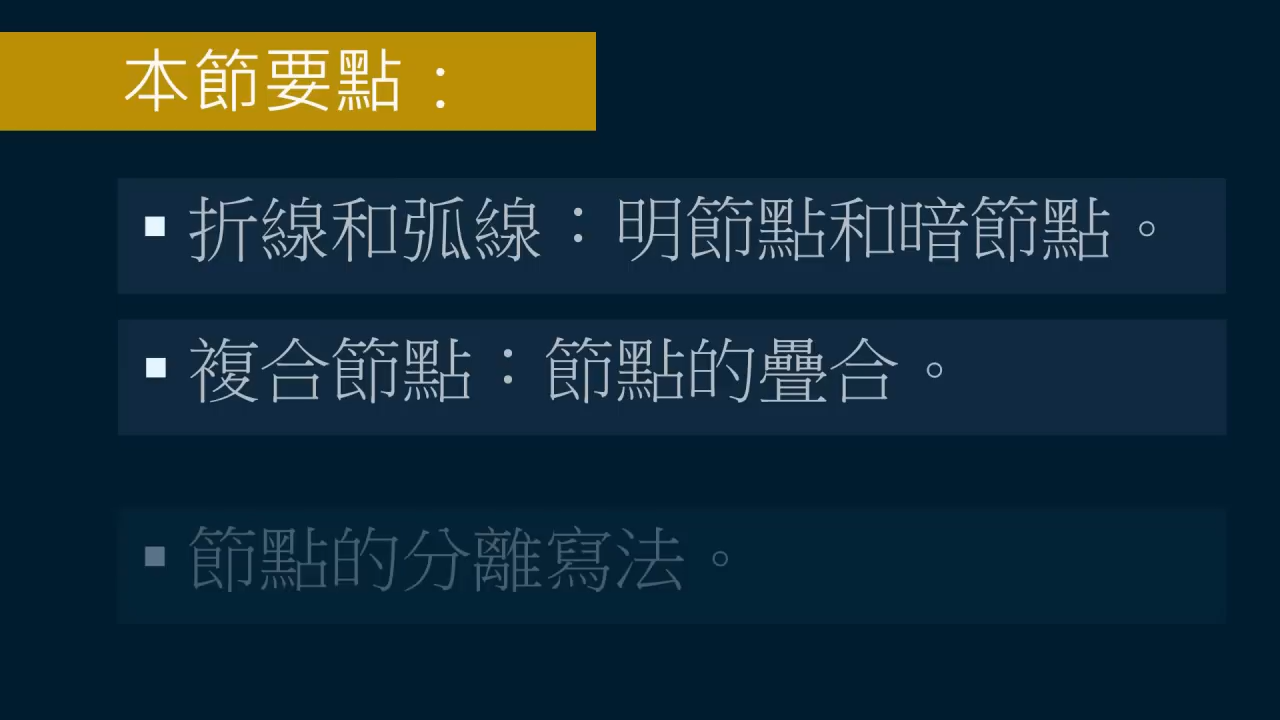 本節要點：
▪ 折線和弧線：明節點和暗節點。
▪ 複合節點：節點的疊合。
▪ 節點的分離寫法。